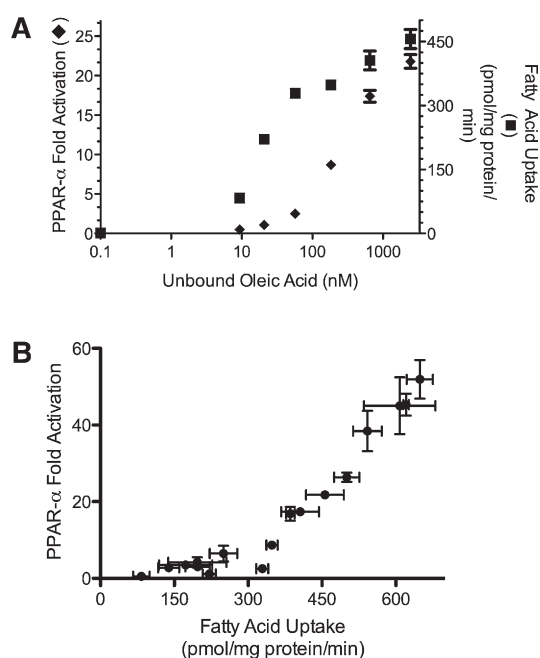 A
PPAR-α Fold Activation (◆)
25
20
15
10
5
0
450
300
150
0
Fatty Acid Uptake
(■)
(pmol/mg protein/
min)
0.1 1 10 100 1000
Unbound Oleic Acid (nM)
B
PPAR-α Fold Activation
60
40
20
0
0 150 300 450 600
Fatty Acid Uptake
(pmol/mg protein/min)